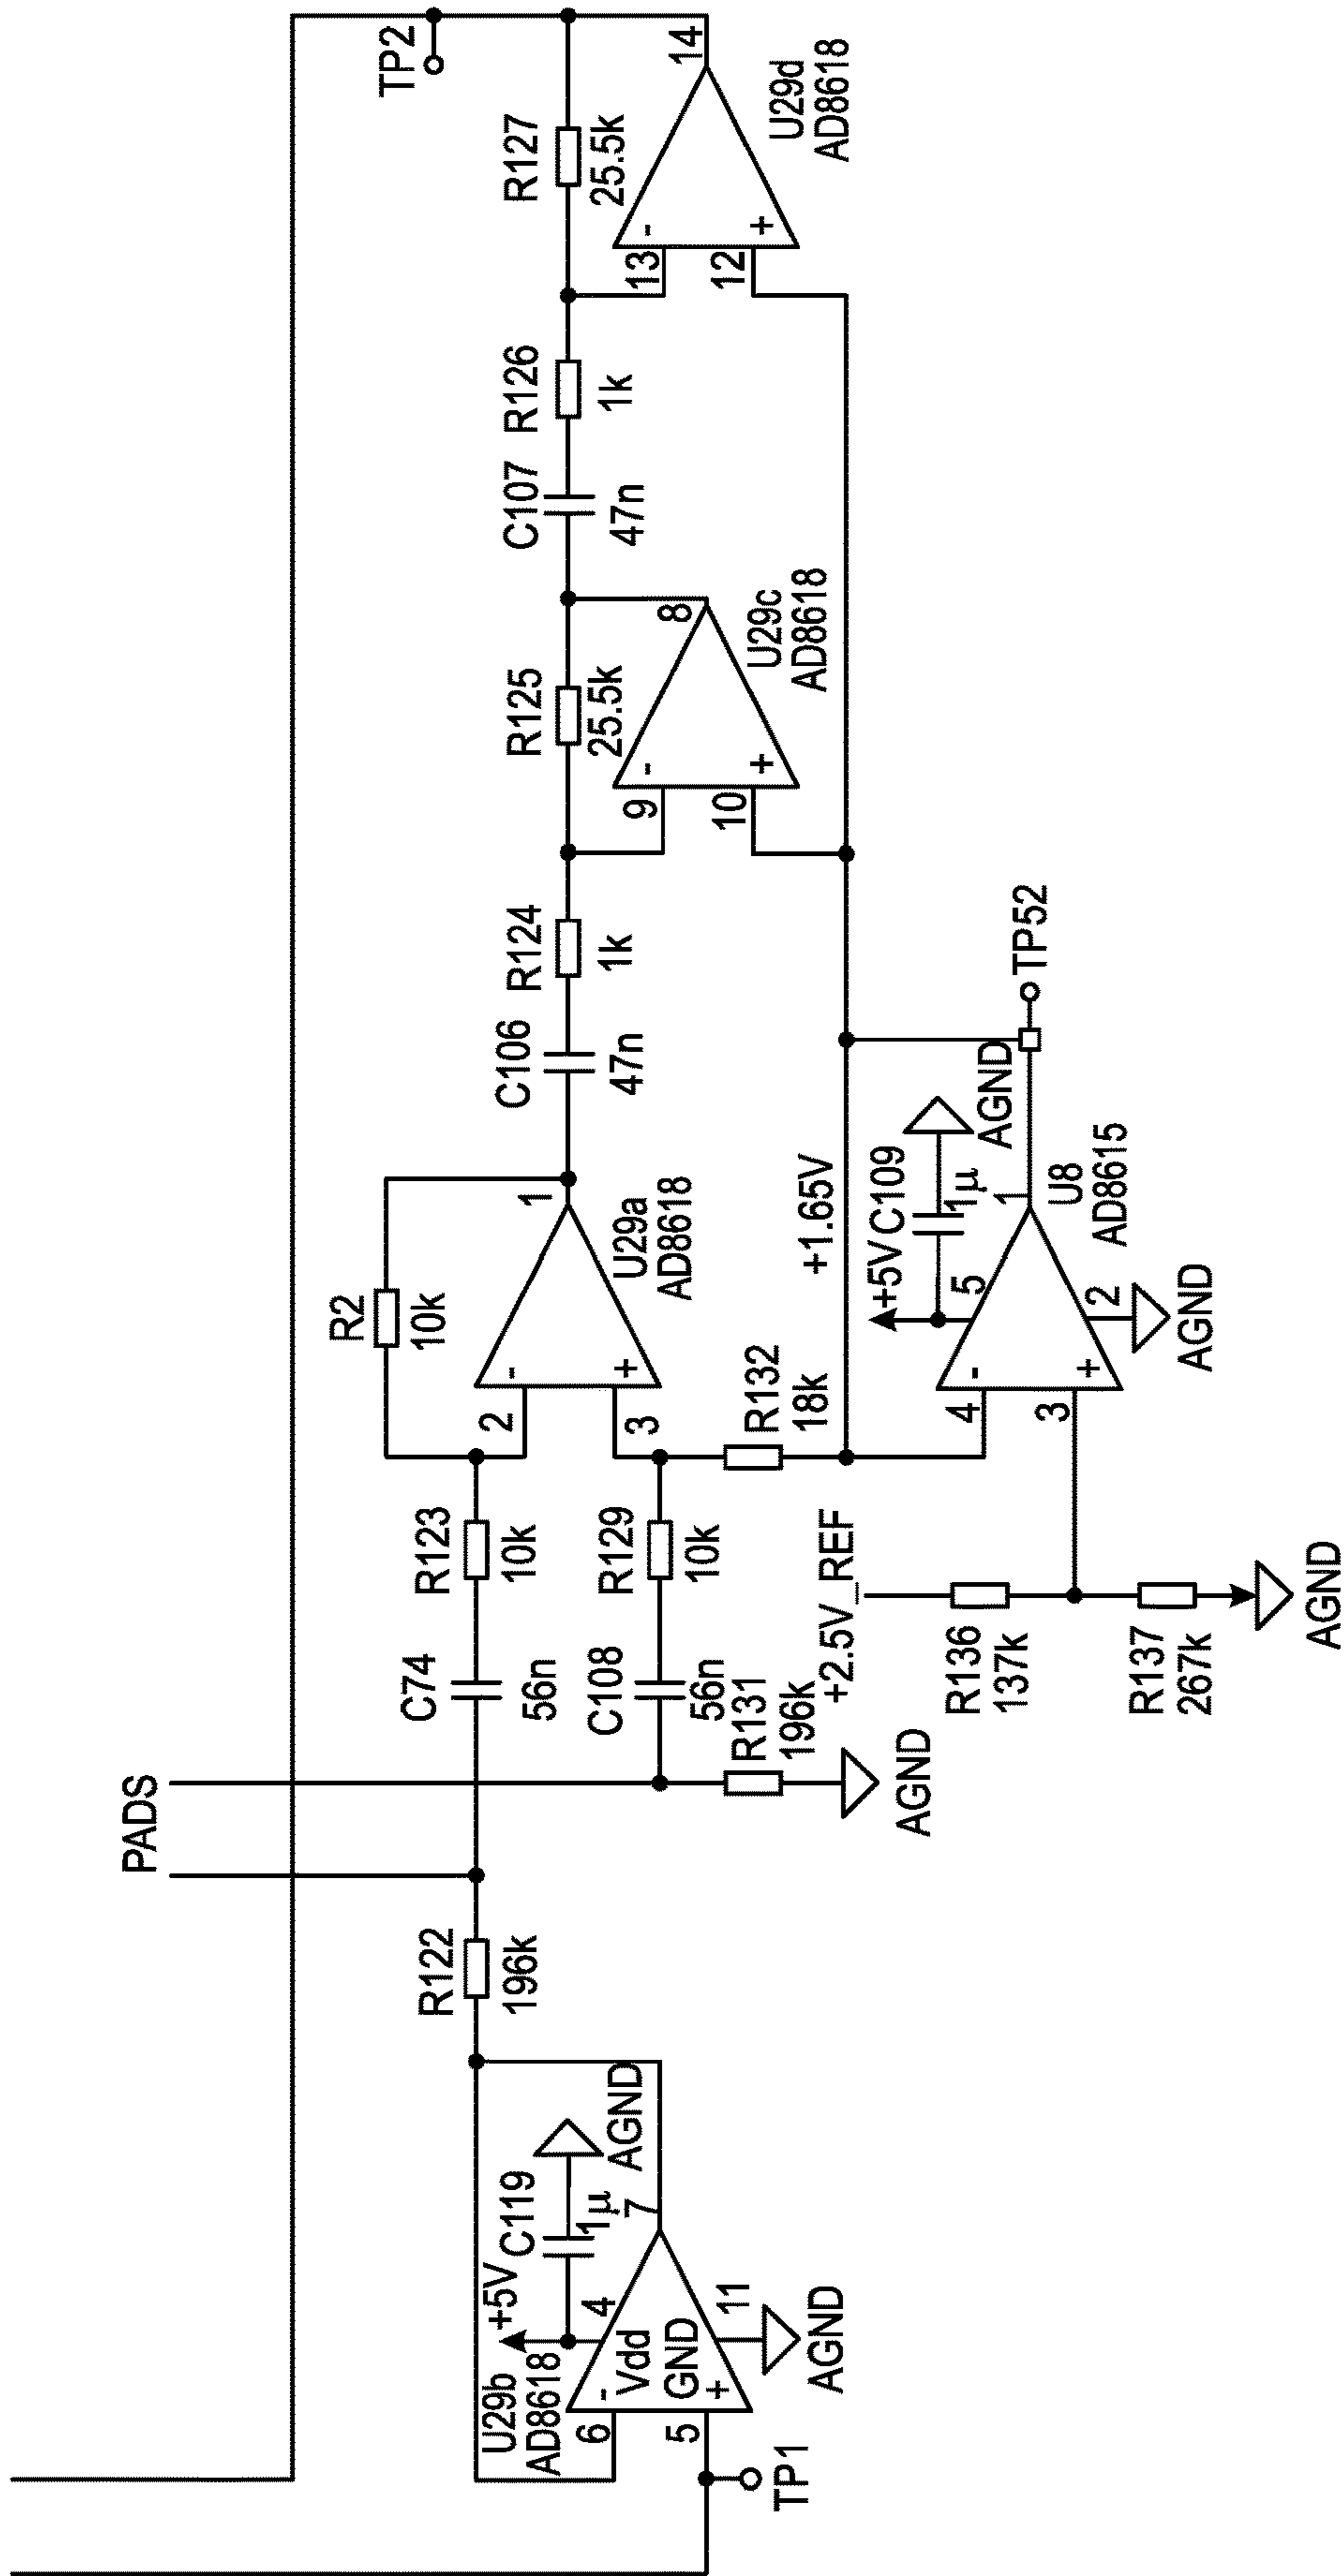 TP2
14
U29d
AD8618
R127
25.5k
-
+
13
12
R126
1k
C107
47n
8
U29c
AD8618
R125
25.5k
-
+
9
10
R124
1k
C106
47n
TP52
AGND
1
U29a
AD8618
R2
10k
-
+
2
3
+1.65V
+5V
C109
1μ
5
1
U8
AD8615
2
AGND
-
+
4
3
R132
18k
R123
10k
R129
10k
+2.5V_REF
C74
56n
C108
56n
R131
196k
AGND
R136
137k
R137
267k
AGND
PADS
R122
196k
AGND
C119
1μ
7
+5V
4
11
AGND
U29b
AD8618
Vdd
GND
-
+
6
5
TP1